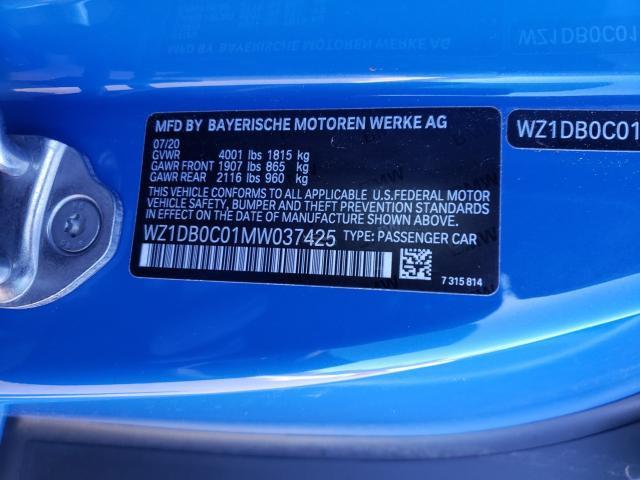 MFD BY BAYERISCHE MOTOREN WERKE AG
07/20
GVWR 4001 lbs 1815 kg
GAWR FRONT 1907 lbs 865 kg
GAWR REAR 2116 lbs 960 kg
THIS VEHICLE CONFORMS TO ALL APPLICABLE U.S.FEDERAL MOTOR
VEHICLE SAFETY, BUMPER AND THEFT PREVENTION STANDARDS
IN EFFECT ON THE DATE OF MANUFACTURE SHOWN ABOVE.
WZ1DB0C01MW037425 TYPE: PASSENGER CAR
7 315 814
WZ1DB0C01